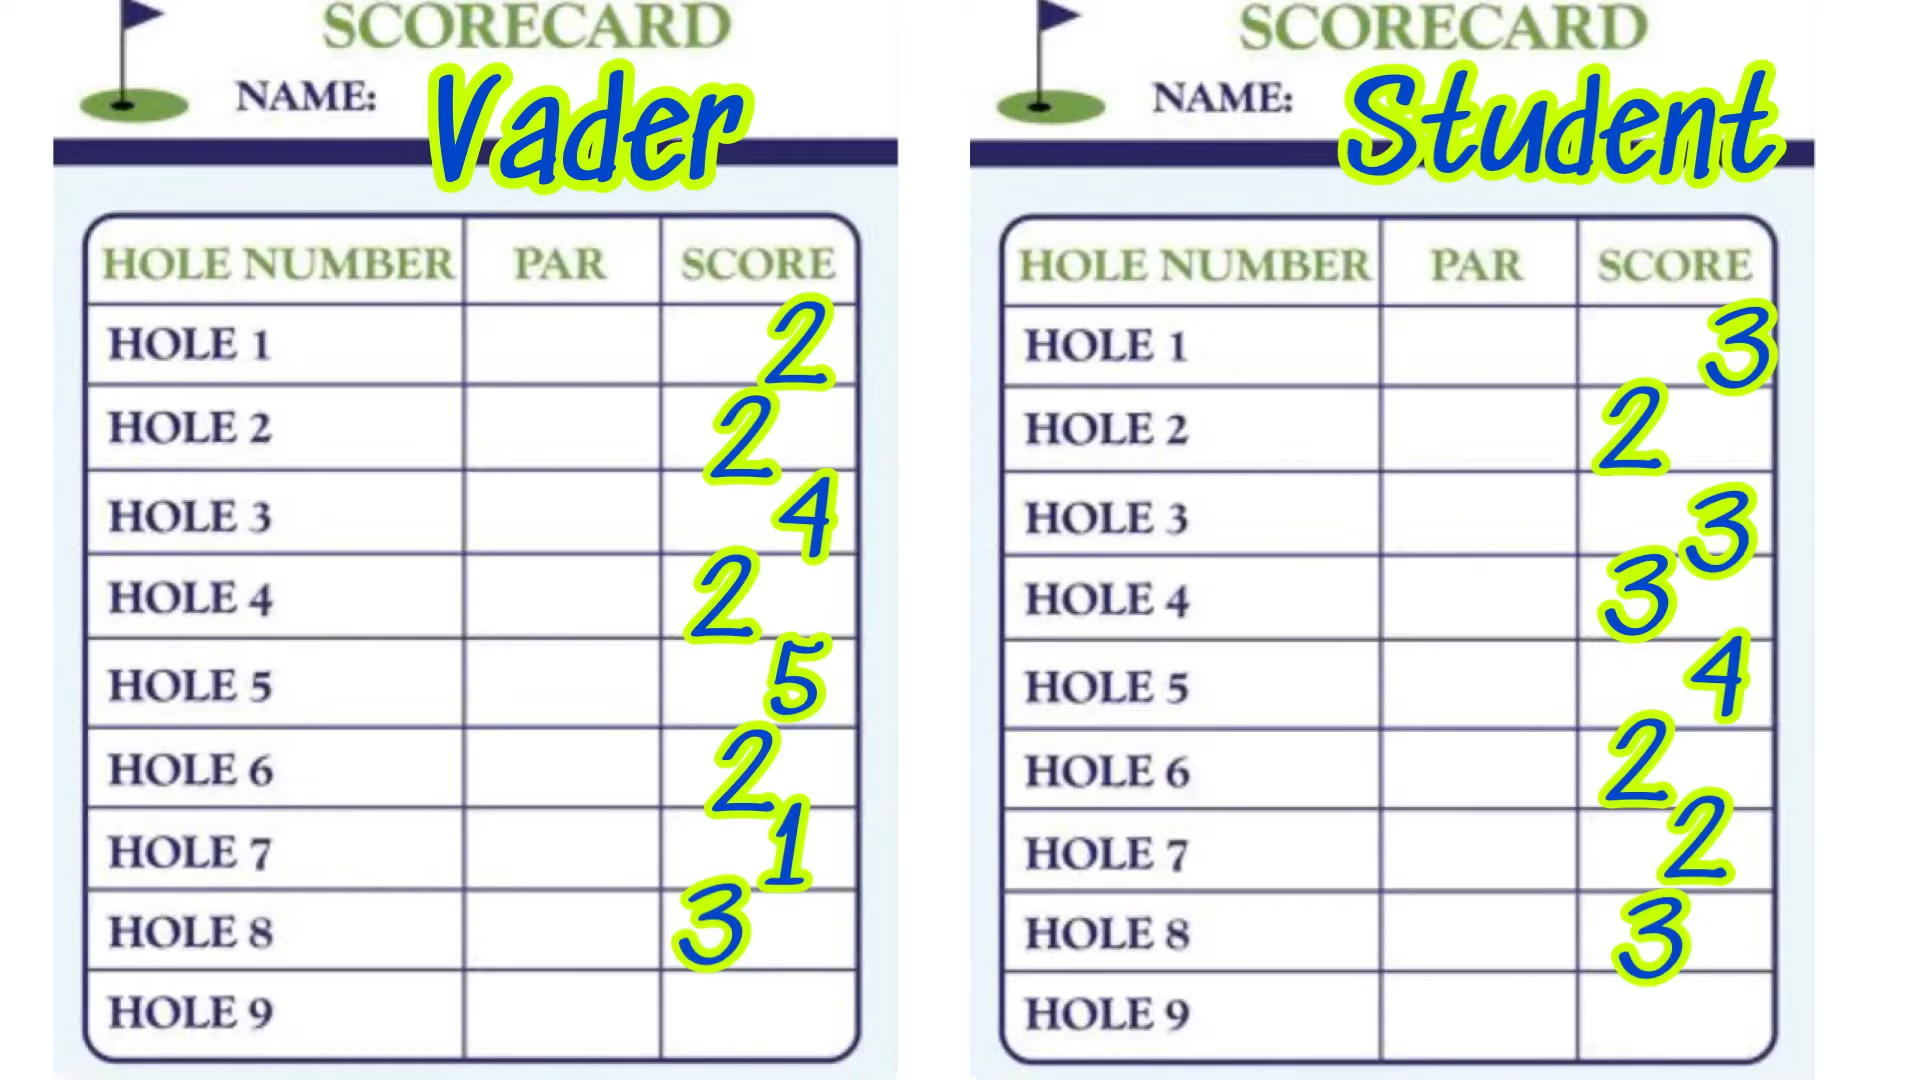 SCORECARD
NAME: Vader
HOLE NUMBER PAR SCORE
HOLE 1 2
HOLE 2 2
HOLE 3 4
HOLE 4 2
HOLE 5 5
HOLE 6 2
HOLE 7 1
HOLE 8 3
HOLE 9
SCORECARD
NAME: Student
HOLE NUMBER PAR SCORE
HOLE 1 3
HOLE 2 2
HOLE 3 3
HOLE 4 3
HOLE 5 4
HOLE 6 2
HOLE 7 2
HOLE 8 3
HOLE 9